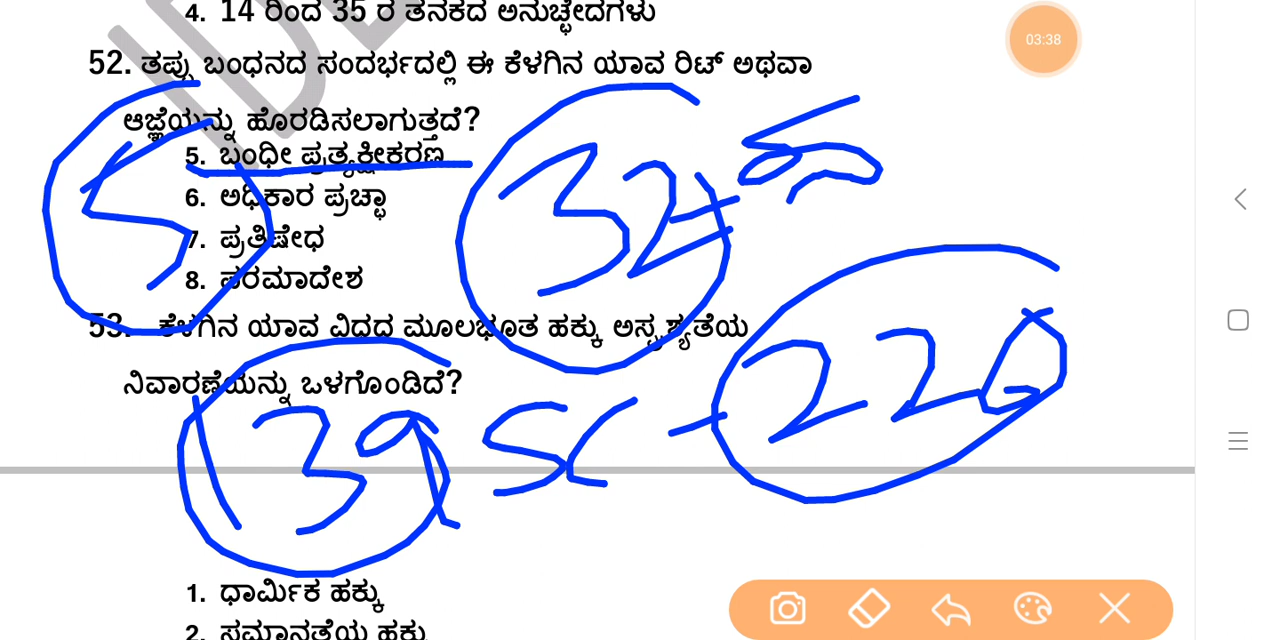 4. 14 ರಿಂದ 35 ರ ತನಕದ ಅನುಚ್ಛೇದಗಳು
03:38
52. ತಪ್ಪು ಬಂಧನದ ಸಂದರ್ಭದಲ್ಲಿ ಈ ಕೆಳಗಿನ ಯಾವ ರಿಟ್ ಅಥವಾ
ಆಜ್ಞೆಯನ್ನು ಹೊರಡಿಸಲಾಗುತ್ತದೆ?
5. ಬಂಧೀ ಪ್ರತ್ಯಕ್ಷೀಕರಣ
6. ಅಧಿಕಾರ ಪ್ರಚ್ಛಾ
7. ಪ್ರತಿಷೇಧ
8. ಪರಮಾದೇಶ
5
32
53. ಕೆಳಗಿನ ಯಾವ ವಿಧದ ಮೂಲಭೂತ ಹಕ್ಕು ಅಸ್ಪೃಶ್ಯತೆಯ
ನಿವಾರಣೆಯನ್ನು ಒಳಗೊಂಡಿದೆ?
39 SC - 226
1. ಧಾರ್ಮಿಕ ಹಕ್ಕು
2. ಸಮಾನತೆಯ ಹಕ್ಕು